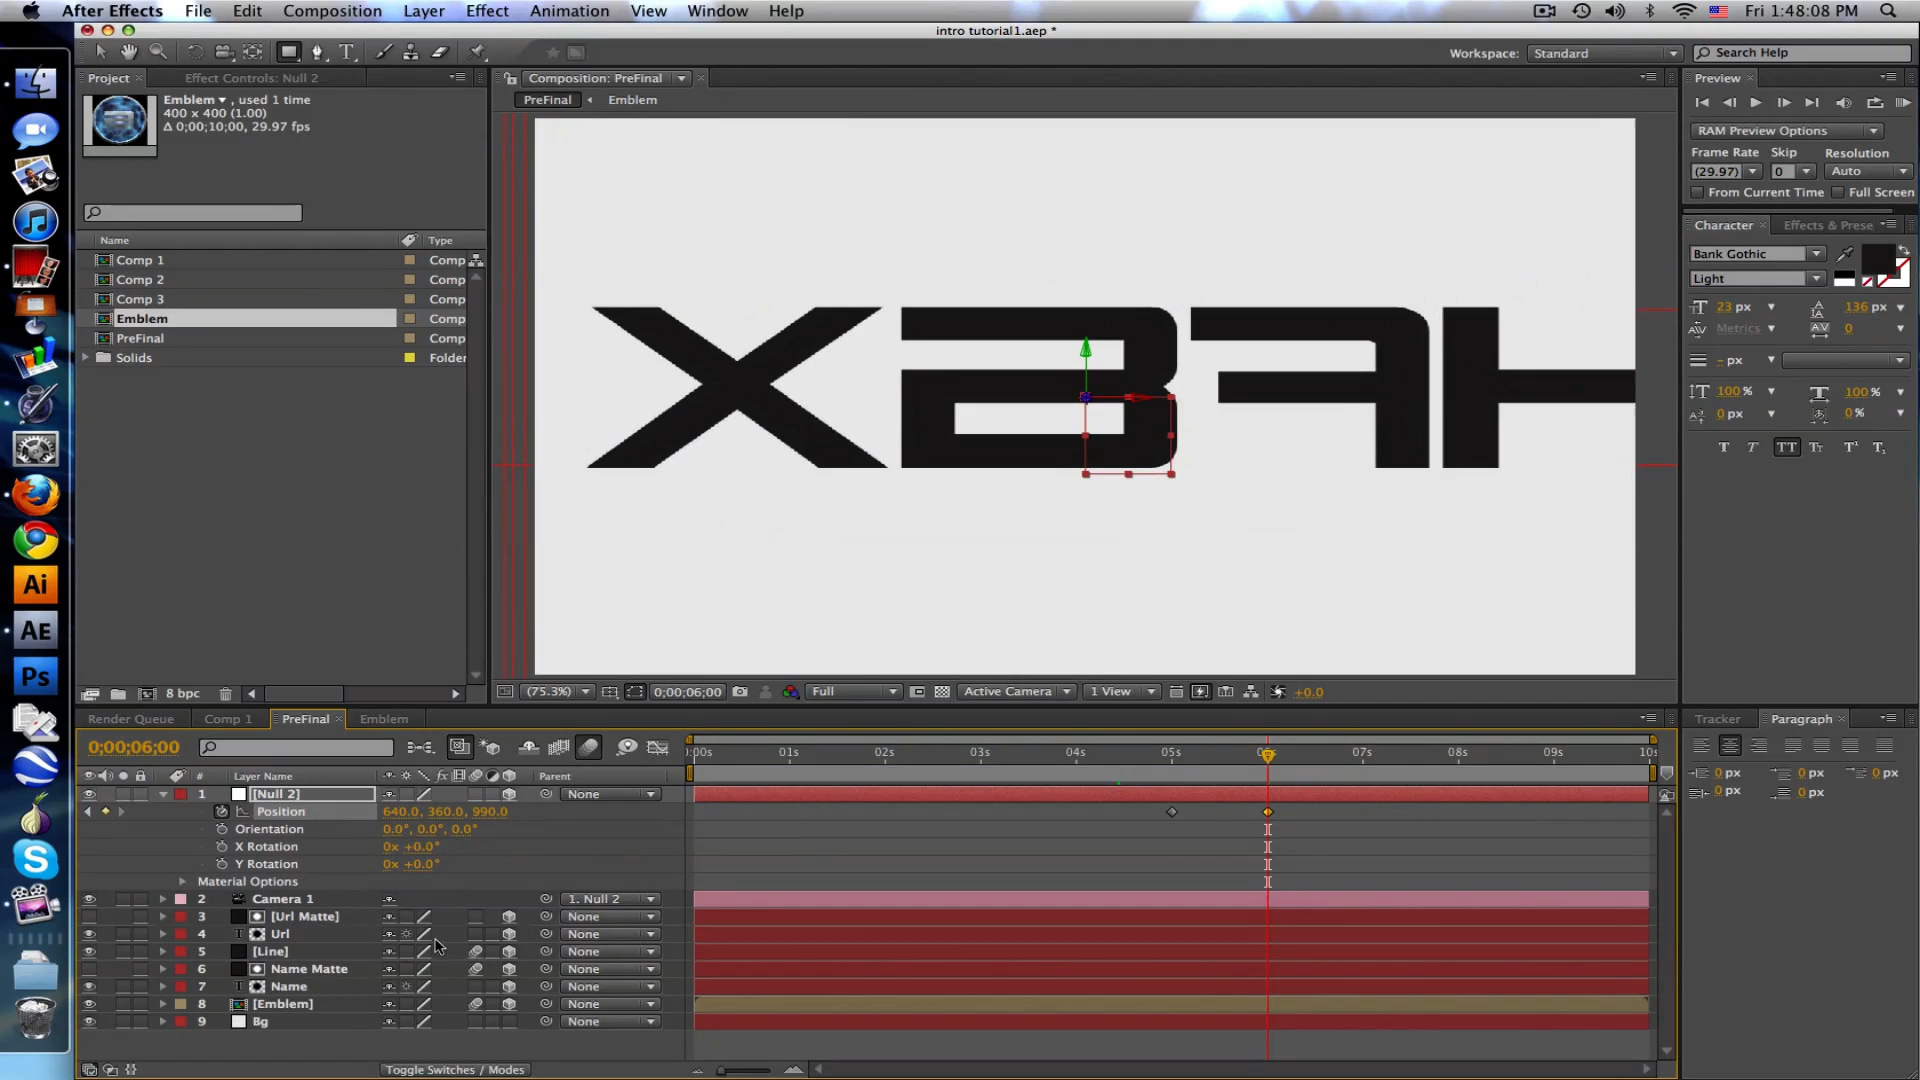 After Effects File Edit Composition Layer Effect Animation View Window Help Fri 1:48:08 PM
intro tutorial1.aep *
Workspace: Standard Search Help
Project Effect Controls: Null 2
Emblem , used 1 time
400 x 400 (1.00)
Δ 0;00;10;00, 29.97 fps
Name Type
Comp 1 Comp
Comp 2 Comp
Comp 3 Comp
Emblem Comp
PreFinal Comp
Solids Folder
8 bpc
Composition: PreFinal
PreFinal Emblem
(75.3%) 0;00;06;00 Full Active Camera 1 View +0.0
Preview
RAM Preview Options
Frame Rate Skip Resolution
(29.97) 0 Auto
From Current Time Full Screen
Character Effects & Prese
Bank Gothic
Light
23 px 136 px
Metrics 0
- px
100 % 100 %
0 px 0 %
T T TT Tт T¹ T₁
Render Queue Comp 1 PreFinal Emblem
0;00;06;00
0:00s 01s 02s 03s 04s 05s 07s 08s 09s 10s
# Layer Name Parent
1 [Null 2] None
Position 640.0, 360.0, 990.0
Orientation 0.0°, 0.0°, 0.0°
X Rotation 0x +0.0°
Y Rotation 0x +0.0°
Material Options
2 Camera 1 1. Null 2
3 [Url Matte] None
4 Url None
5 [Line] None
6 Name Matte None
7 Name None
8 [Emblem] None
9 Bg None
Toggle Switches / Modes
Tracker Paragraph
0 px 0 px 0 px
0 px 0 px
Ai
Ae
Ps